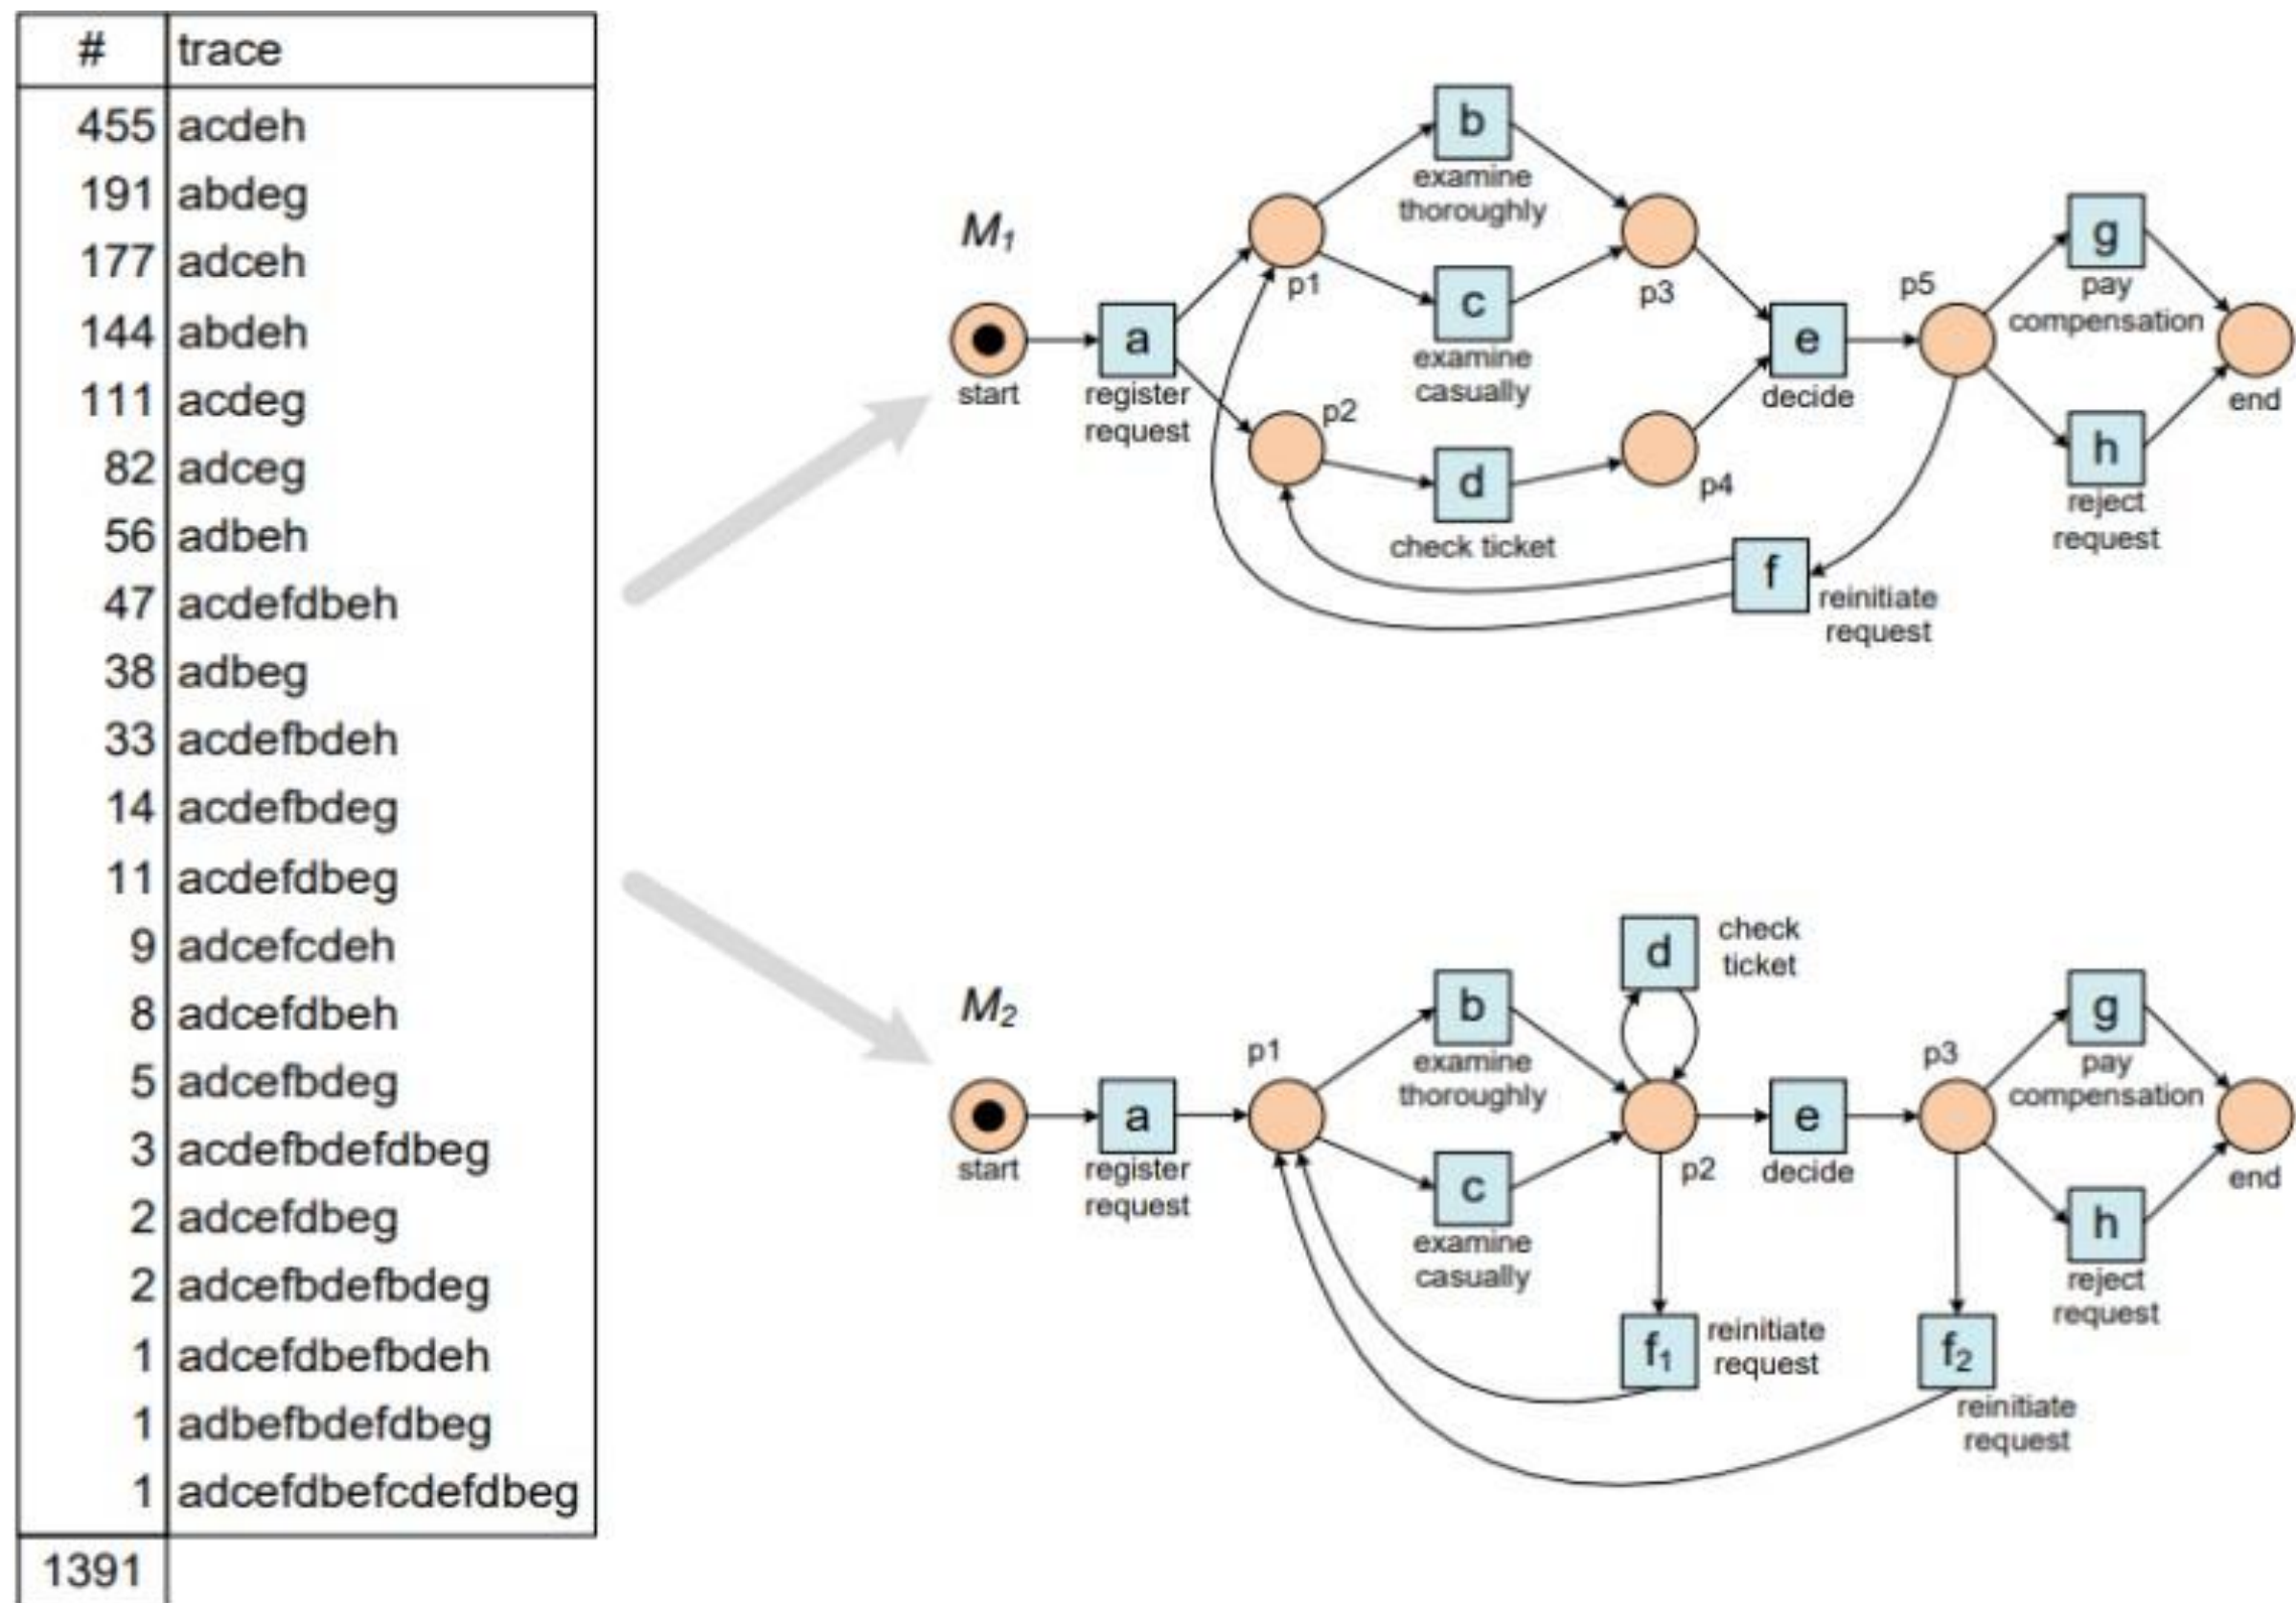 # trace
455 acdeh
191 abdeg
177 adceh
144 abdeh
111 acdeg
82 adceg
56 adbeh
47 acdefdbeh
38 adbeg
33 acdefbdeh
14 acdefbdeg
11 acdefdbeg
9 adcefcdeh
8 adcefdbeh
5 adcefbdeg
3 acdefbdefdbeg
2 adcefdbeg
2 adcefbdefbdeg
1 adcefdbefbdeh
1 adbefbdefdbeg
1 adcefdbefcdefdbeg
1391
M1
start
a
register
request
p1
p2
b
examine
thoroughly
c
examine
casually
d
check ticket
p3
p4
e
decide
p5
f
reinitiate
request
g
pay
compensation
h
reject
request
end
M2
start
a
register
request
p1
b
examine
thoroughly
c
examine
casually
d
check
ticket
p2
e
decide
f1
reinitiate
request
p3
f2
reinitiate
request
g
pay
compensation
h
reject
request
end